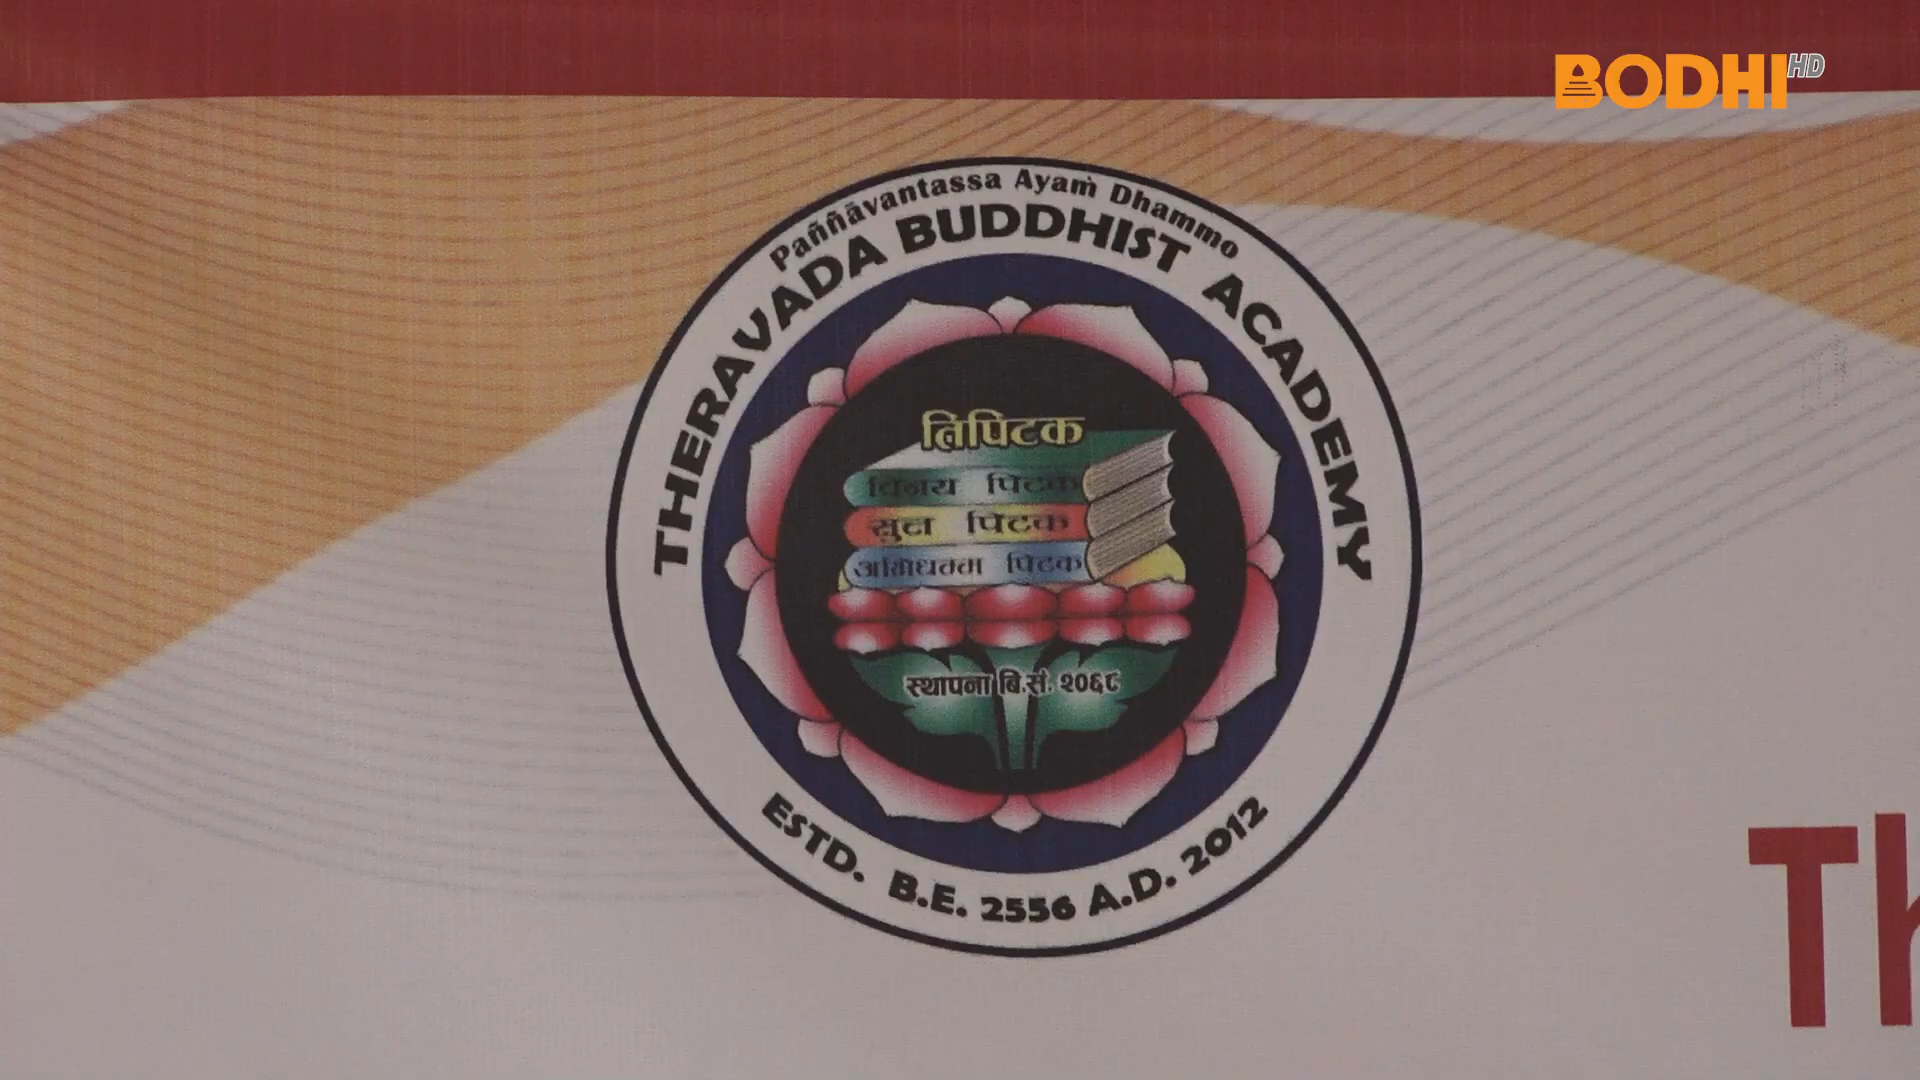 BODHI HD
Paññāvantassa Ayaṁ Dhammo
THERAVADA BUDDHIST ACADEMY
तिपिटक
विनय पिटक
सुत्त पिटक
अभिधम्म पिटक
स्थापना बि.सं. २०६८
ESTD. B.E. 2556 A.D. 2012
Th